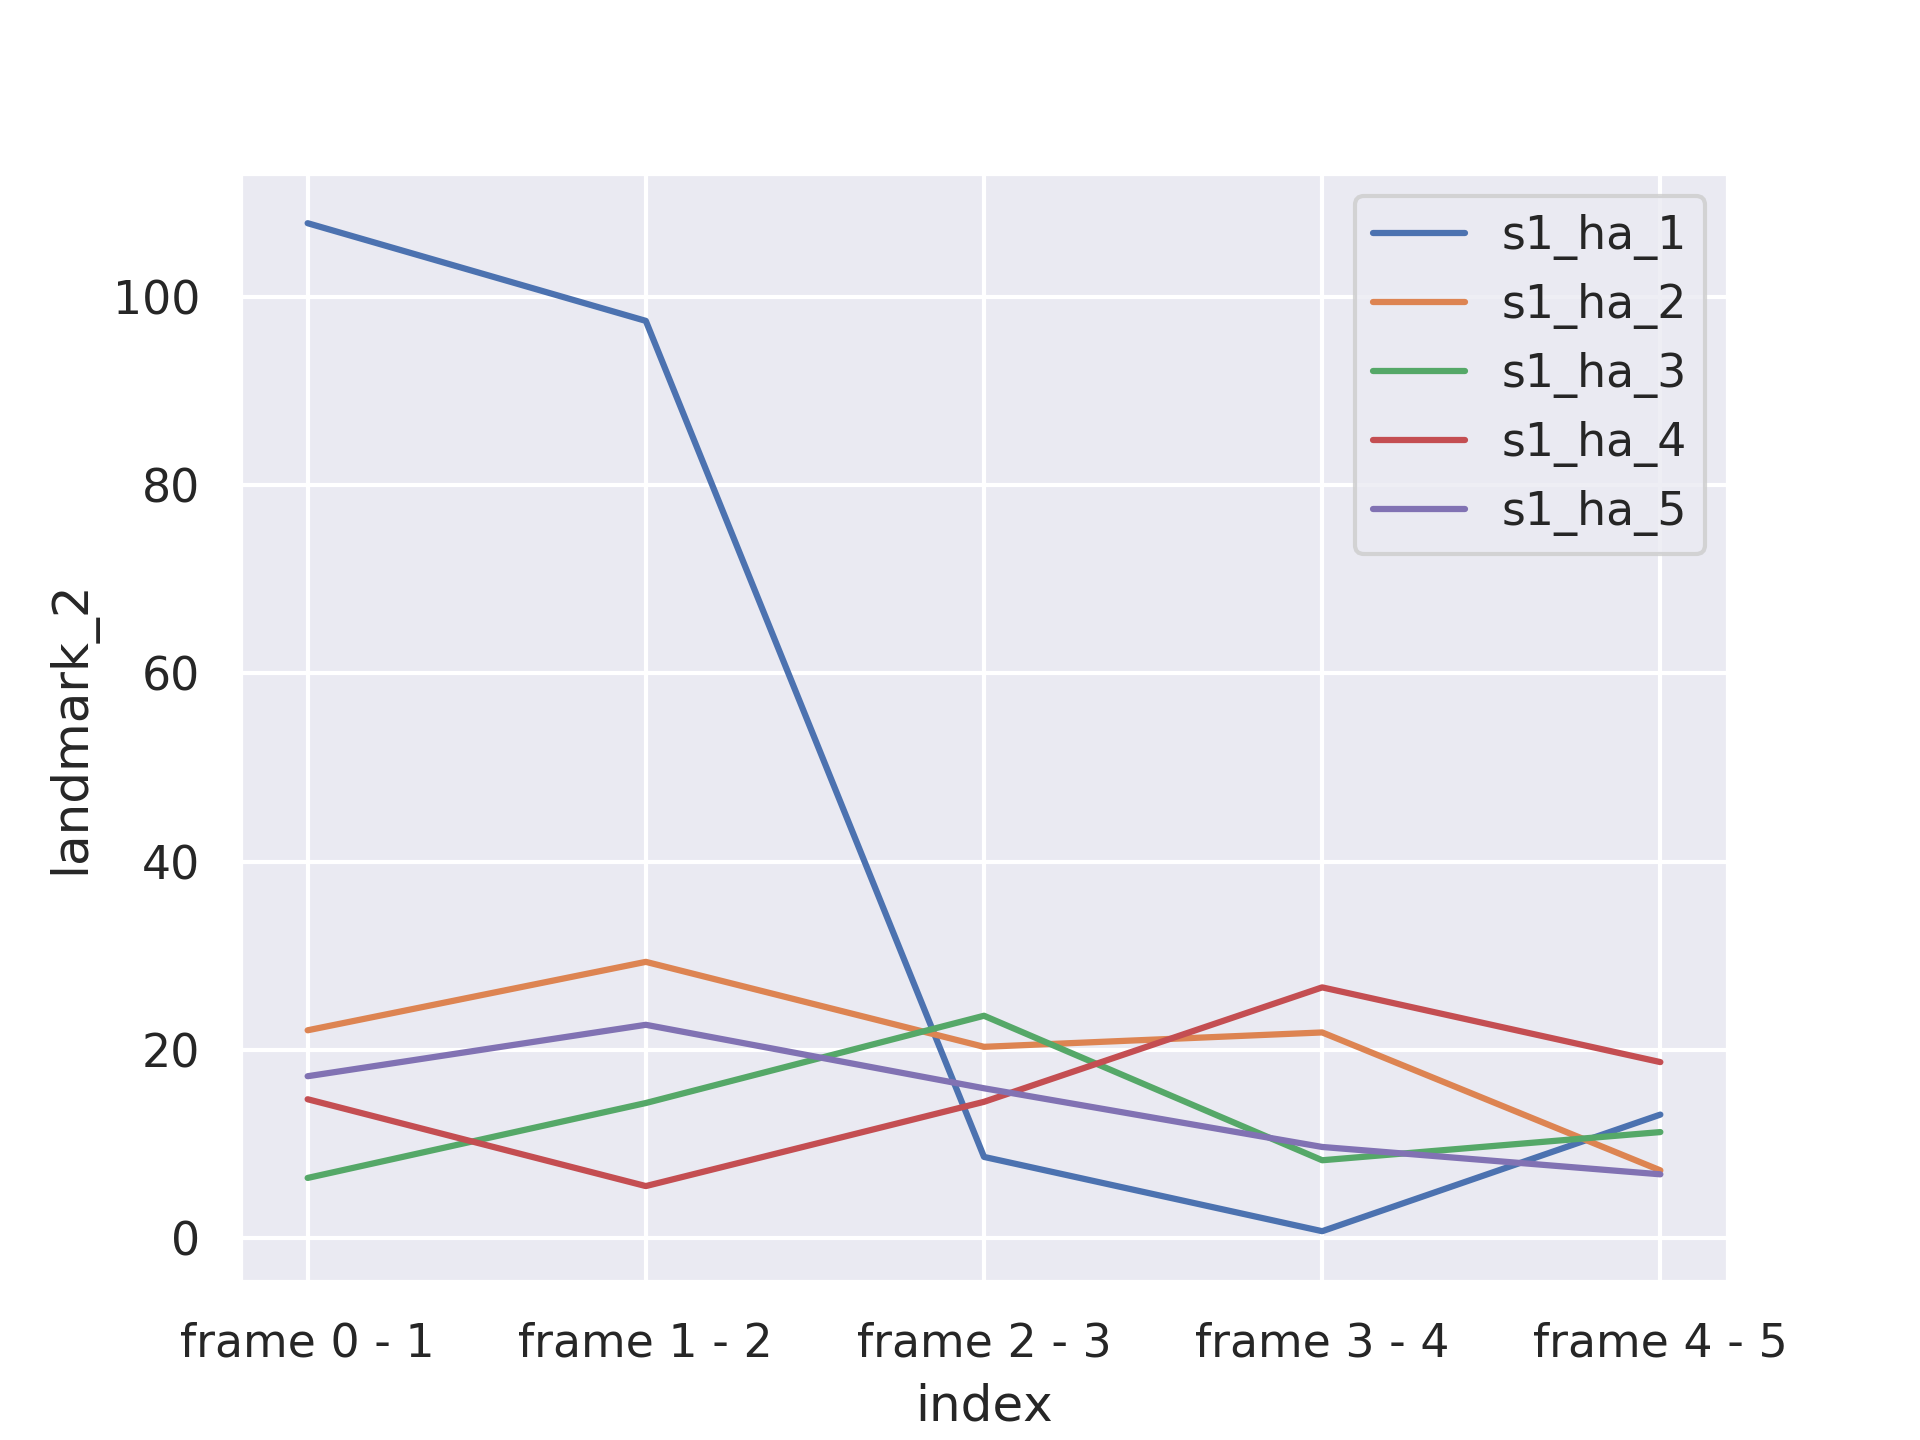 s1_ha_1
s1_ha_2
s1_ha_3
s1_ha_4
s1_ha_5
landmark_2
100
80
60
40
20
0
frame 0 - 1 frame 1 - 2 frame 2 - 3 frame 3 - 4 frame 4 - 5
index